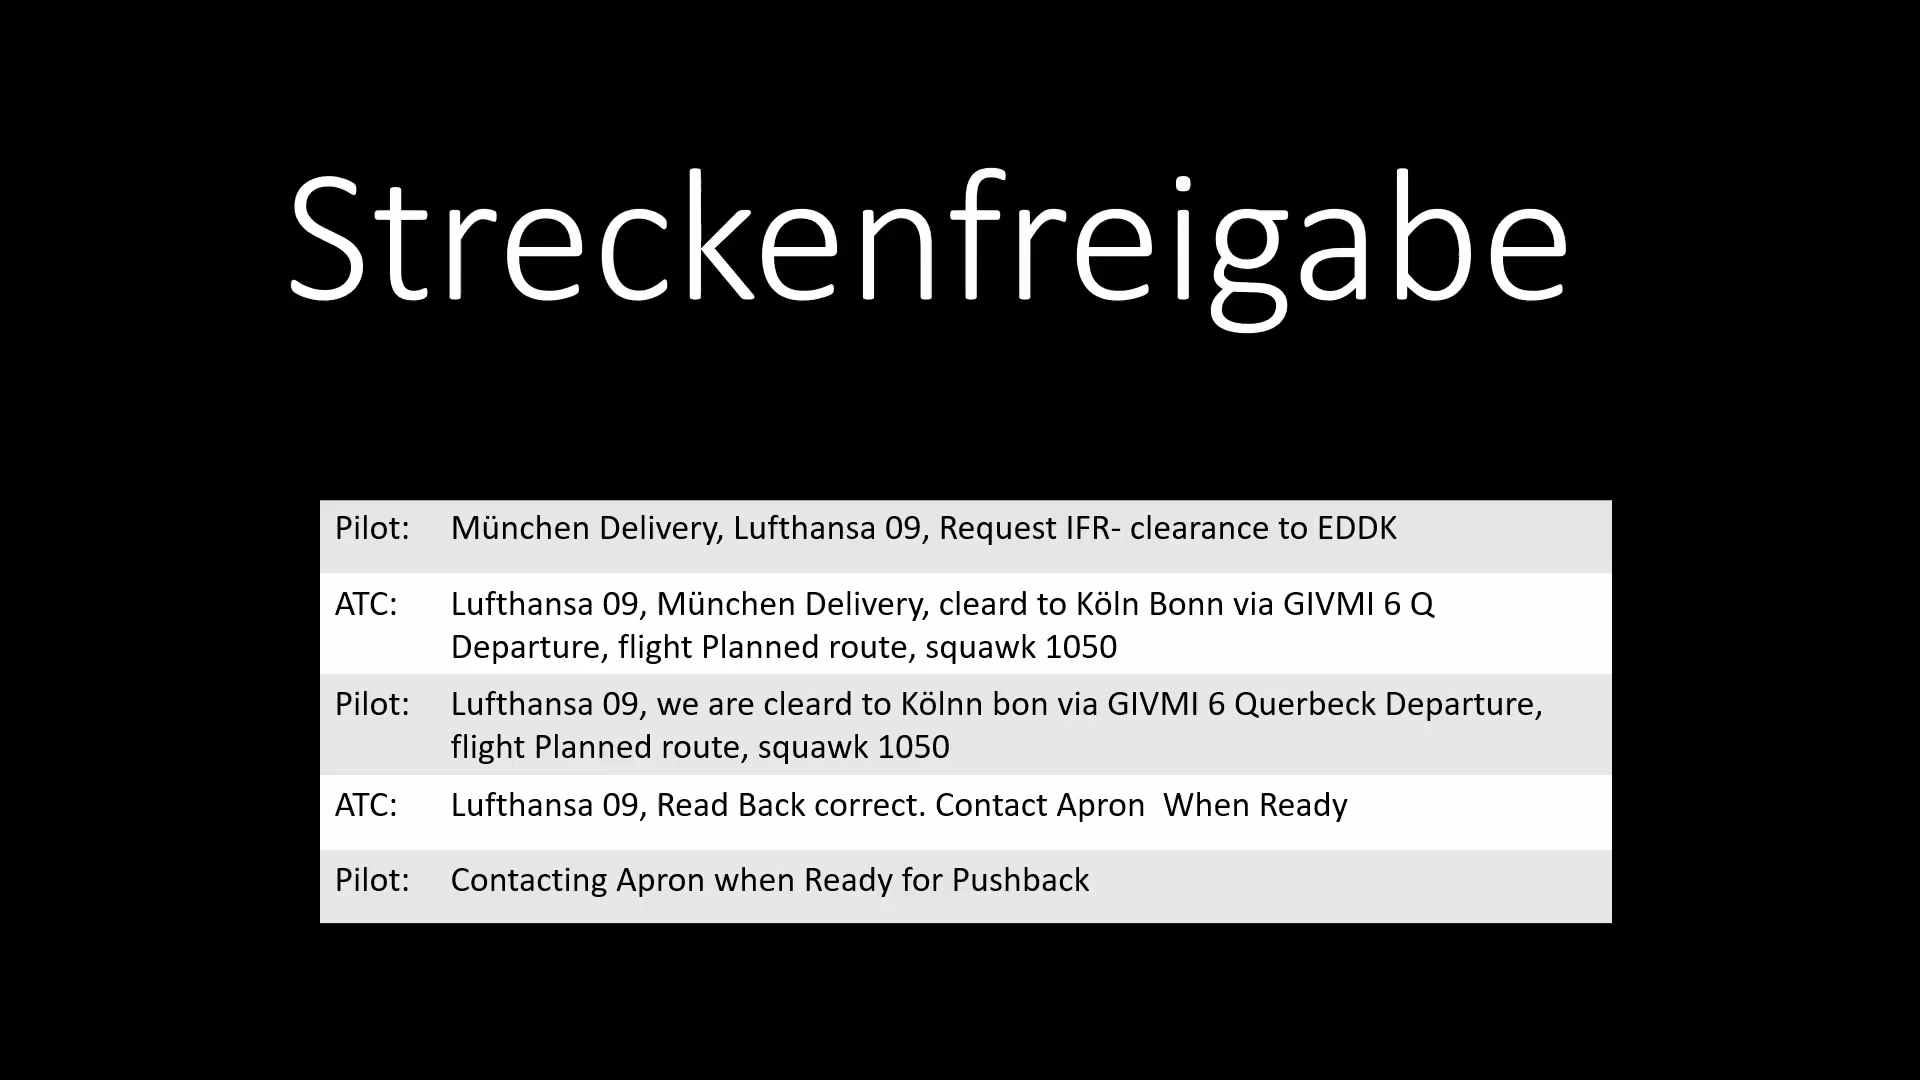 Streckenfreigabe
Pilot: München Delivery, Lufthansa 09, Request IFR- clearance to EDDK
ATC: Lufthansa 09, München Delivery, cleard to Köln Bonn via GIVMI 6 Q
Departure, flight Planned route, squawk 1050
Pilot: Lufthansa 09, we are cleard to Kölnn bon via GIVMI 6 Querbeck Departure,
flight Planned route, squawk 1050
ATC: Lufthansa 09, Read Back correct. Contact Apron  When Ready
Pilot: Contacting Apron when Ready for Pushback